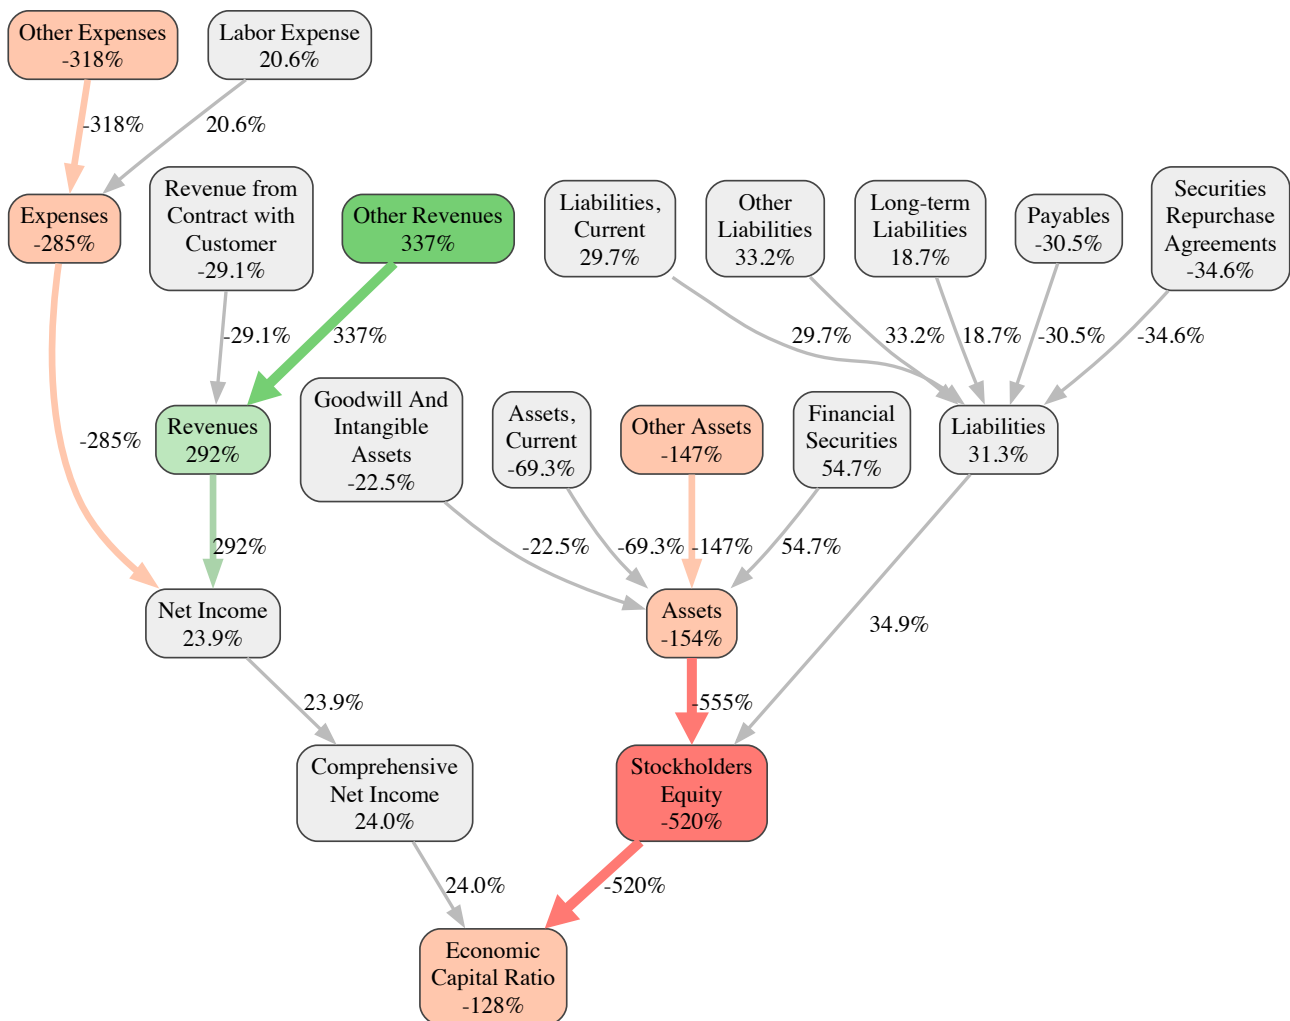 Other Expenses
-318%
Labor Expense
20.6%
-318%
20.6%
Expenses
-285%
Revenue from
Contract with
Customer
-29.1%
Other Revenues
337%
Liabilities,
Current
29.7%
Other
Liabilities
33.2%
Long-term
Liabilities
18.7%
Payables
-30.5%
Securities
Repurchase
Agreements
-34.6%
-29.1%
337%
29.7%
33.2%
18.7%
-30.5%
-34.6%
-285%
Revenues
292%
Goodwill And
Intangible
Assets
-22.5%
Assets,
Current
-69.3%
Other Assets
-147%
Financial
Securities
54.7%
Liabilities
31.3%
292%
-22.5%
-69.3%
-147%
54.7%
Net Income
23.9%
Assets
-154%
34.9%
23.9%
-555%
Comprehensive
Net Income
24.0%
Stockholders
Equity
-520%
24.0%
-520%
Economic
Capital Ratio
-128%